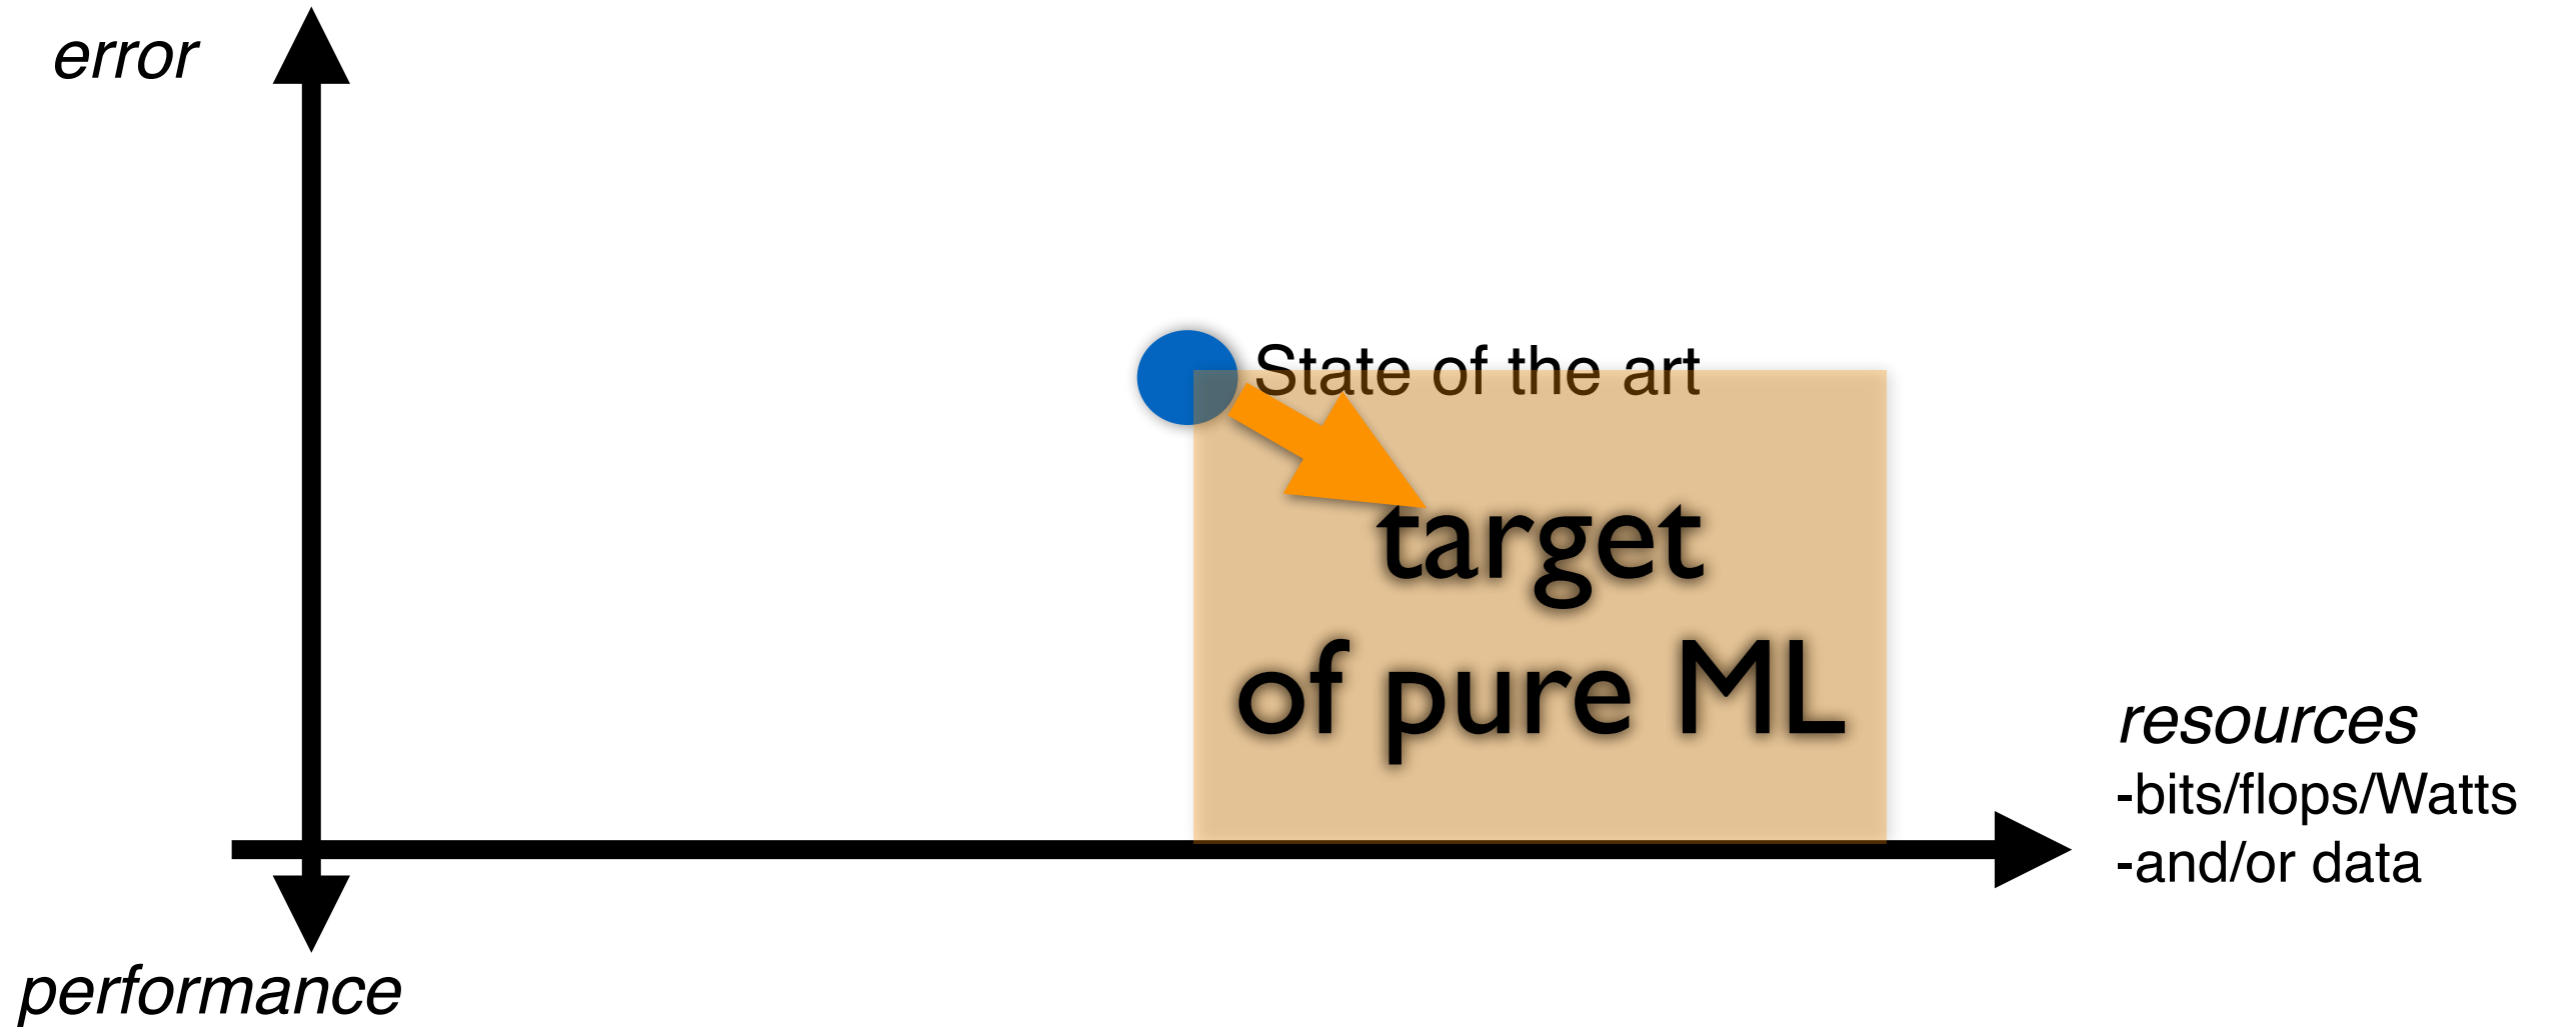 error
State of the art
target
of pure ML
resources
-bits/flops/Watts
-and/or data
performance